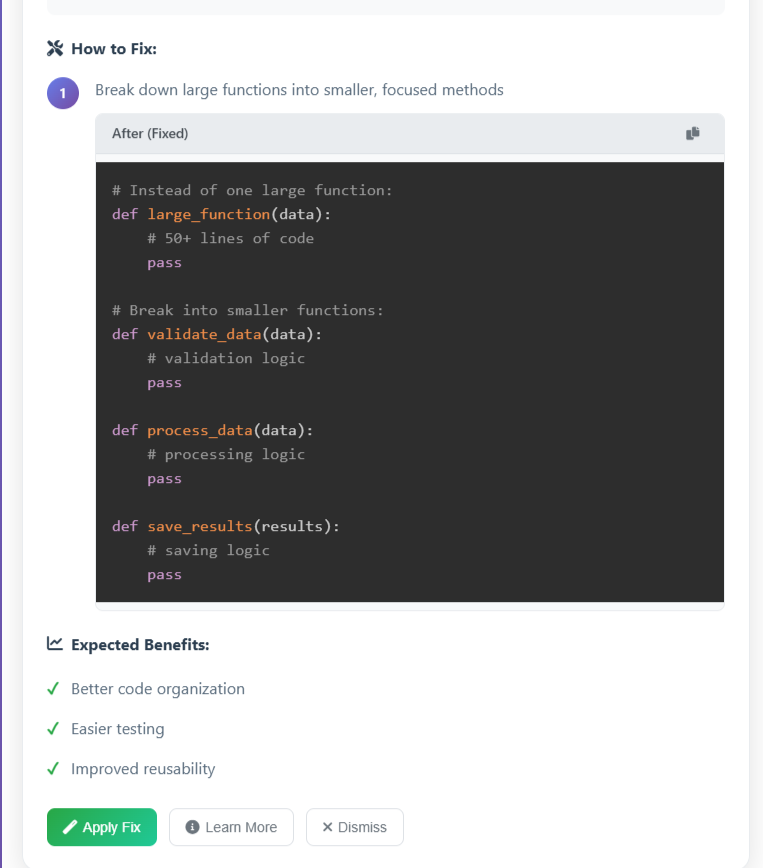 How to Fix:
1
Break down large functions into smaller, focused methods
After (Fixed)
# Instead of one large function:
def large_function(data):
    # 50+ lines of code
    pass

# Break into smaller functions:
def validate_data(data):
    # validation logic
    pass

def process_data(data):
    # processing logic
    pass

def save_results(results):
    # saving logic
    pass
Expected Benefits:
Better code organization
Easier testing
Improved reusability
Apply Fix
Learn More
Dismiss